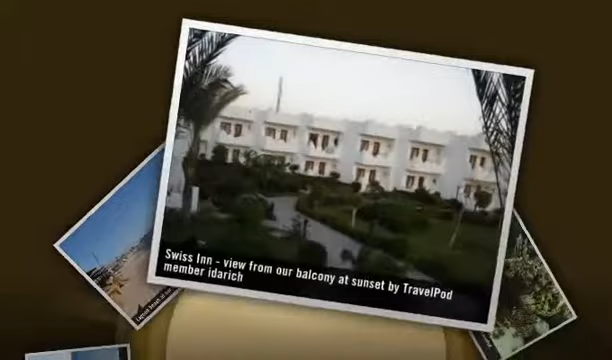 Swiss Inn - view from our balcony at sunset by TravelPod
member idarich